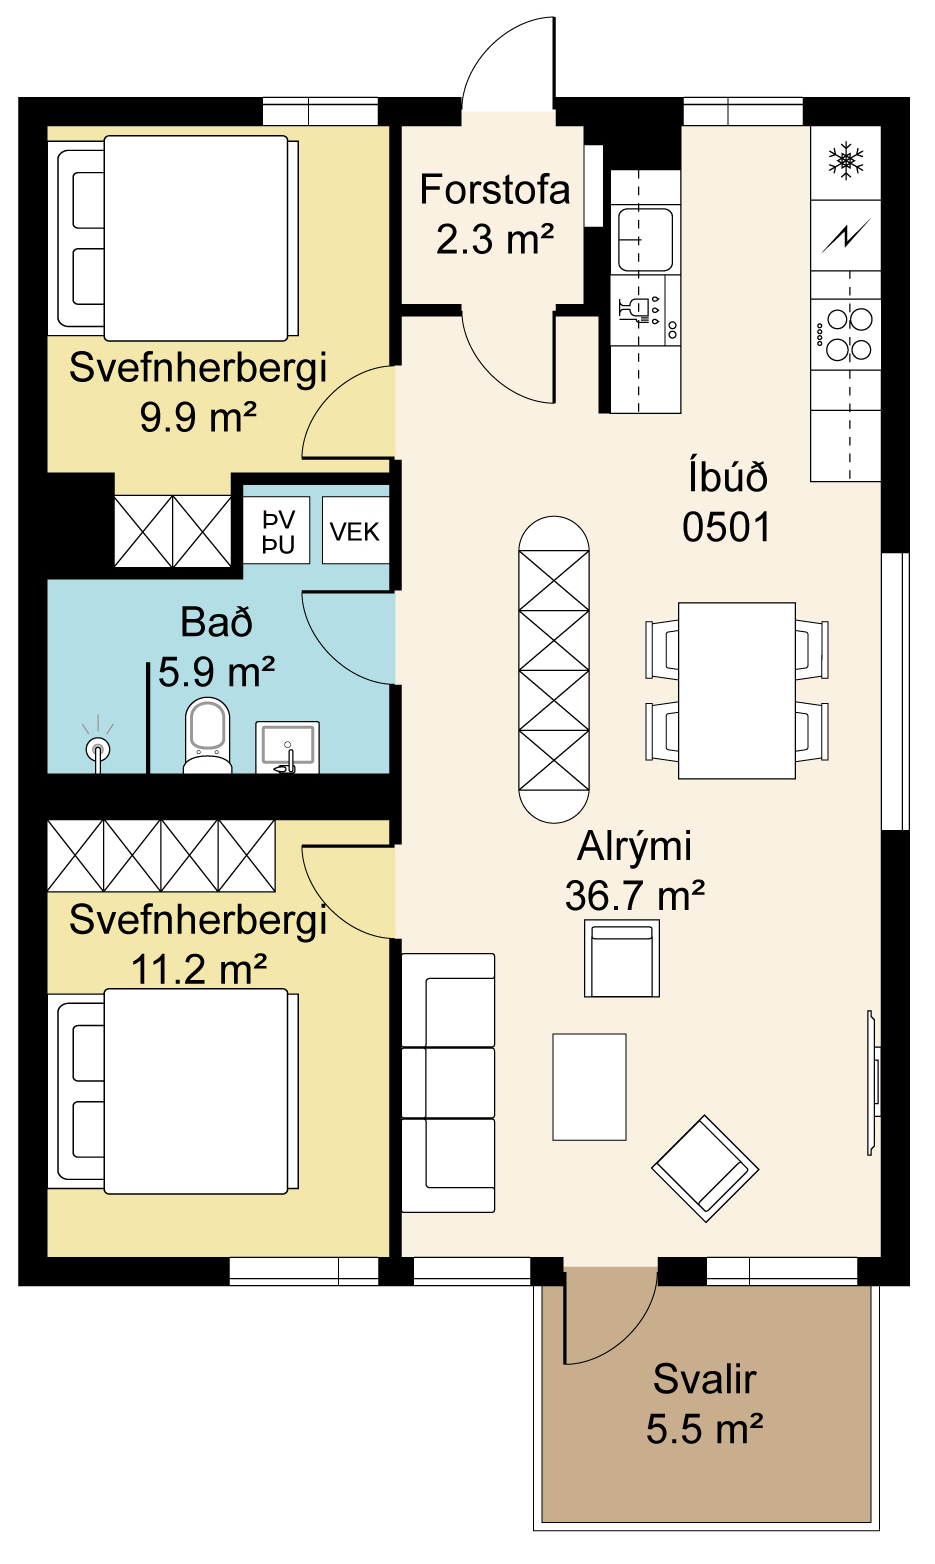 Forstofa
2.3 m²
Svefnherbergi
9.9 m²
Íbúð
0501
ÞV
ÞU
VEK
Bað
5.9 m²
Alrými
36.7 m²
Svefnherbergi
11.2 m²
Svalir
5.5 m²